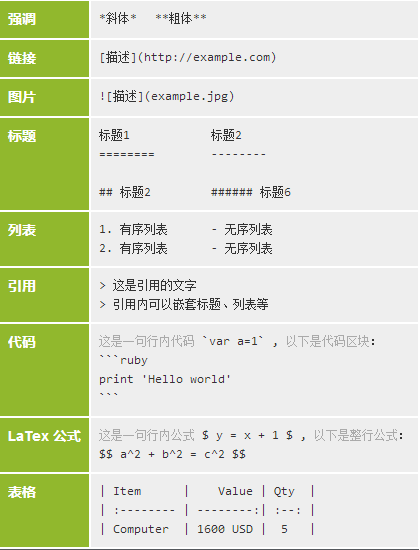 强调 *斜体* **粗体**
链接 [描述](http://example.com)
图片 ![描述](example.jpg)
标题 标题1 标题2
======== --------
## 标题2 ###### 标题6
列表 1. 有序列表 - 无序列表
2. 有序列表 - 无序列表
引用 > 这是引用的文字
> 引用内可以嵌套标题、列表等
代码 这是一句行内代码 `var a=1` , 以下是代码区块:
```ruby
print 'Hello world'
```
LaTex 公式 这是一句行内公式 $ y = x + 1 $ , 以下是整行公式:
$$ a^2 + b^2 = c^2 $$
表格 | Item | Value | Qty |
| :-------- | --------:| :--: |
| Computer | 1600 USD | 5 |